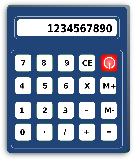 1234567890
7 8 9 CE
4 5 6 X M+
1 2 3 - M-
0 · / + =